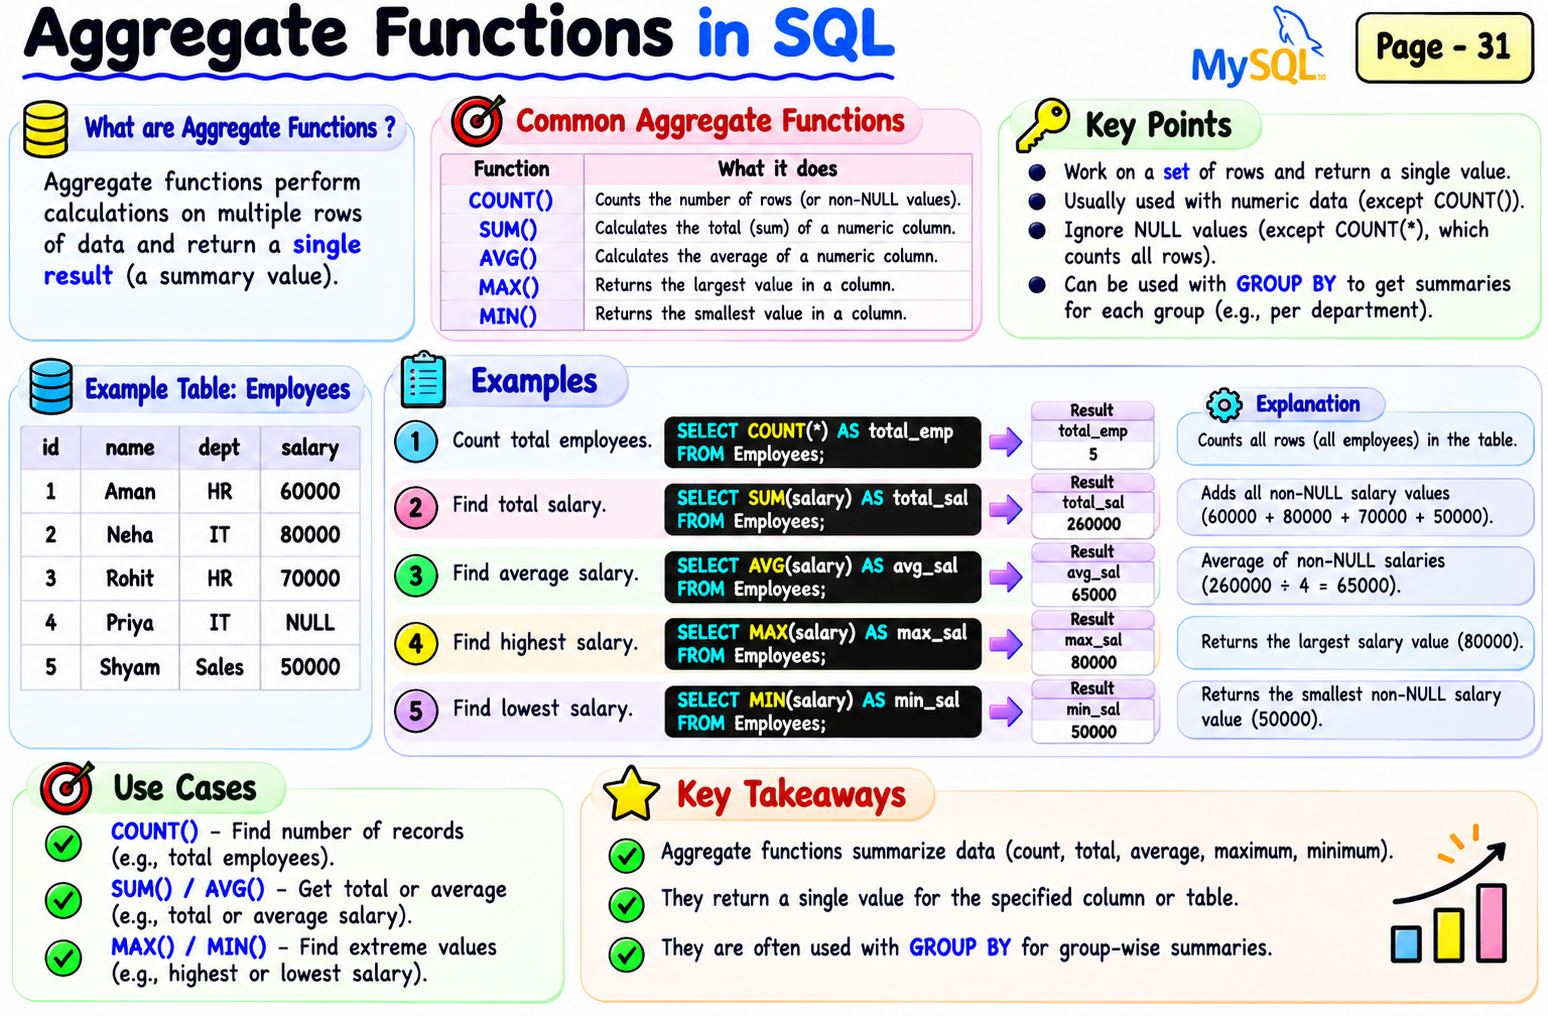 Aggregate Functions in SQL
MySQL
Page - 31
What are Aggregate Functions ?
Aggregate functions perform
calculations on multiple rows
of data and return a single
result (a summary value).
Common Aggregate Functions
Function What it does
COUNT() Counts the number of rows (or non-NULL values).
SUM() Calculates the total (sum) of a numeric column.
AVG() Calculates the average of a numeric column.
MAX() Returns the largest value in a column.
MIN() Returns the smallest value in a column.
Key Points
Work on a set of rows and return a single value.
Usually used with numeric data (except COUNT()).
Ignore NULL values (except COUNT(*), which
counts all rows).
Can be used with GROUP BY to get summaries
for each group (e.g., per department).
Example Table: Employees
id name dept salary
1 Aman HR 60000
2 Neha IT 80000
3 Rohit HR 70000
4 Priya IT NULL
5 Shyam Sales 50000
Examples
Explanation
1 Count total employees.
SELECT COUNT(*) AS total_emp
FROM Employees;
Result
total_emp
5
Counts all rows (all employees) in the table.
2 Find total salary.
SELECT SUM(salary) AS total_sal
FROM Employees;
Result
total_sal
260000
Adds all non-NULL salary values
(60000 + 80000 + 70000 + 50000).
3 Find average salary.
SELECT AVG(salary) AS avg_sal
FROM Employees;
Result
avg_sal
65000
Average of non-NULL salaries
(260000 ÷ 4 = 65000).
4 Find highest salary.
SELECT MAX(salary) AS max_sal
FROM Employees;
Result
max_sal
80000
Returns the largest salary value (80000).
5 Find lowest salary.
SELECT MIN(salary) AS min_sal
FROM Employees;
Result
min_sal
50000
Returns the smallest non-NULL salary
value (50000).
Use Cases
COUNT() - Find number of records
(e.g., total employees).
SUM() / AVG() - Get total or average
(e.g., total or average salary).
MAX() / MIN() - Find extreme values
(e.g., highest or lowest salary).
Key Takeaways
Aggregate functions summarize data (count, total, average, maximum, minimum).
They return a single value for the specified column or table.
They are often used with GROUP BY for group-wise summaries.